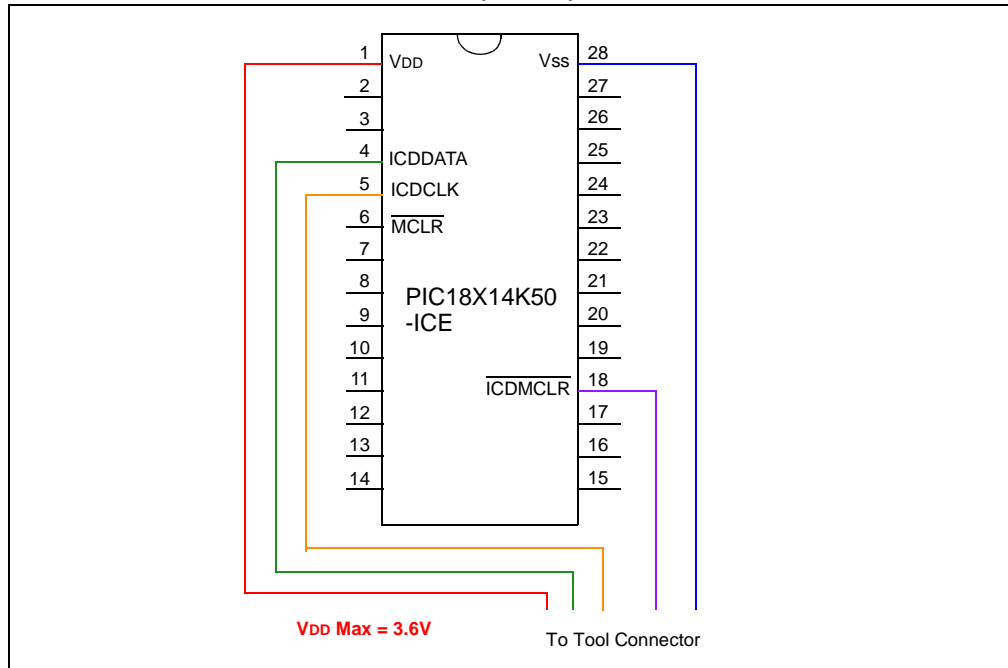 1 VDD Vss 28
2 27
3 26
4 ICDDATA 25
5 ICDCLK 24
6 MCLR 23
7 22
8 21
PIC18X14K50
-ICE
9 20
10 19
11 ICDMCLR 18
12 17
13 16
14 15
VDD Max = 3.6V
To Tool Connector